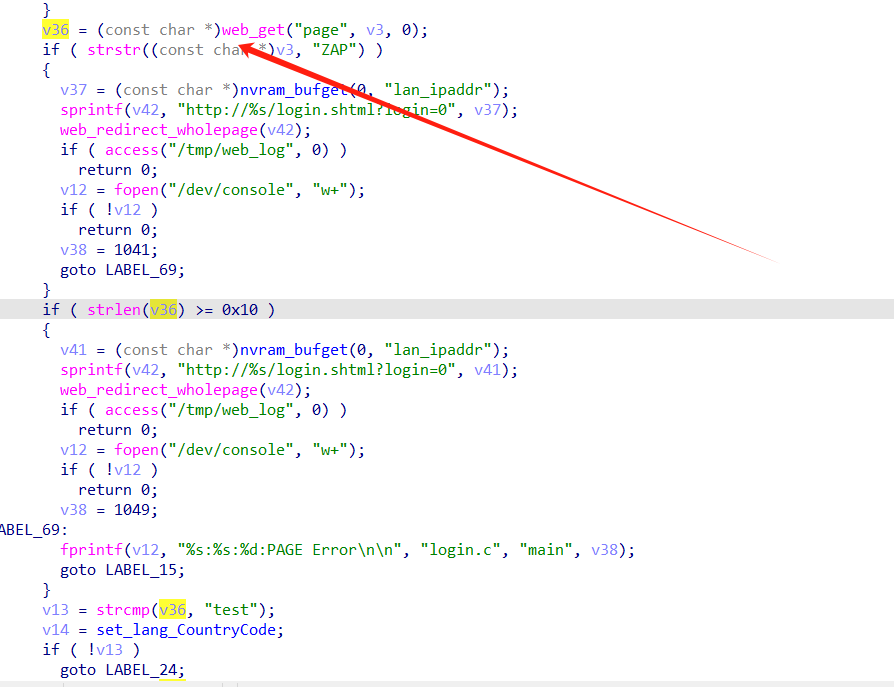 }
v36 = (const char *)web_get("page", v3, 0);
if ( strstr((const char *)v3, "ZAP") )
{
v37 = (const char *)nvram_bufget(0, "lan_ipaddr");
sprintf(v42, "http://%s/login.shtml?login=0", v37);
web_redirect_wholepage(v42);
if ( access("/tmp/web_log", 0) )
return 0;
v12 = fopen("/dev/console", "w+");
if ( !v12 )
return 0;
v38 = 1041;
goto LABEL_69;
}
if ( strlen(v36) >= 0x10 )
{
v41 = (const char *)nvram_bufget(0, "lan_ipaddr");
sprintf(v42, "http://%s/login.shtml?login=0", v41);
web_redirect_wholepage(v42);
if ( access("/tmp/web_log", 0) )
return 0;
v12 = fopen("/dev/console", "w+");
if ( !v12 )
return 0;
v38 = 1049;
ABEL_69:
fprintf(v12, "%s:%s:%d:PAGE Error\n\n", "login.c", "main", v38);
goto LABEL_15;
}
v13 = strcmp(v36, "test");
v14 = set_lang_CountryCode;
if ( !v13 )
goto LABEL_24;